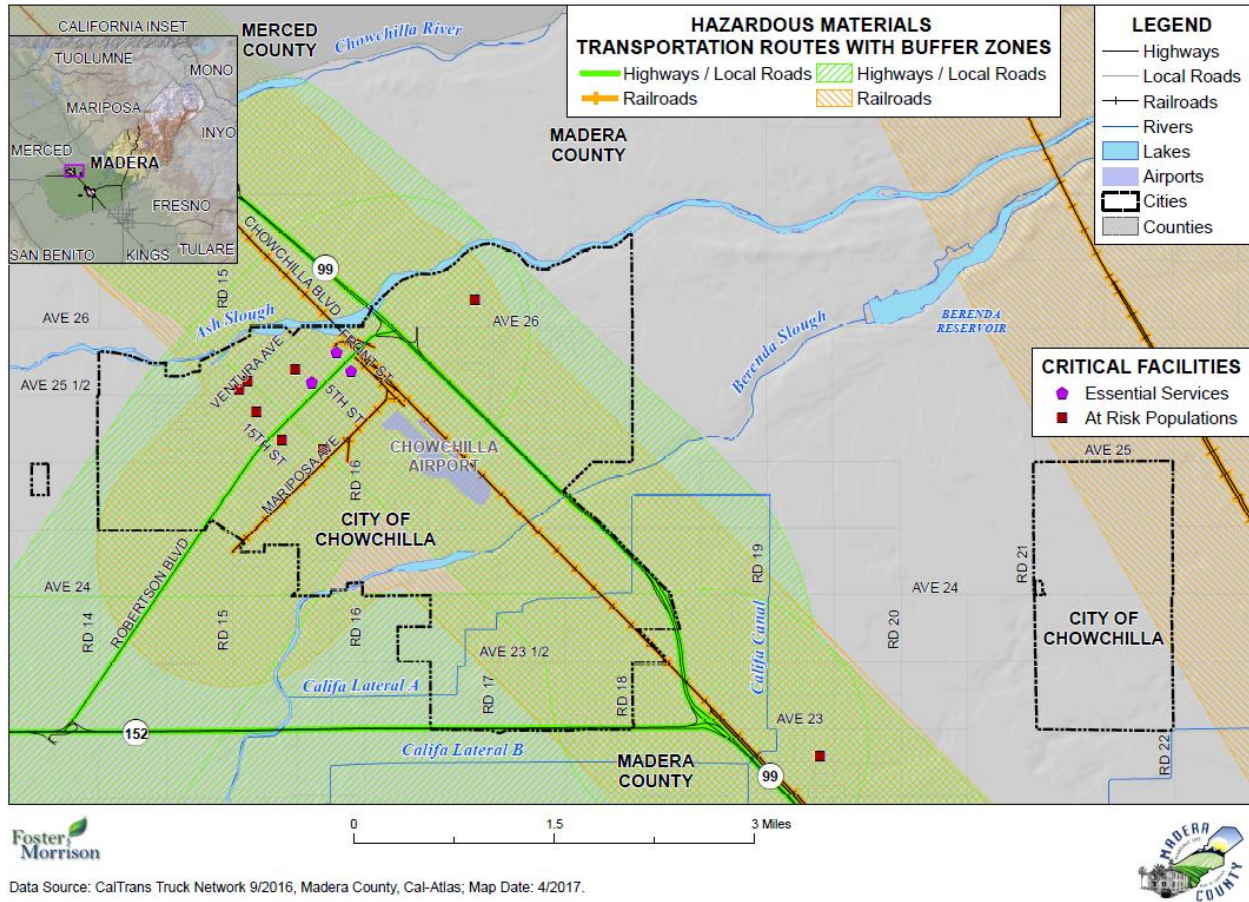 CALIFORNIA INSET
TUOLUMNE
MONO
MARIPOSA
INYO
MERCED
MADERA
FRESNO
SAN BENITO
KINGS
TULARE
MERCED
COUNTY
Chowchilla River
HAZARDOUS MATERIALS
TRANSPORTATION ROUTES WITH BUFFER ZONES
Highways / Local Roads
Highways / Local Roads
Railroads
Railroads
LEGEND
Highways
Local Roads
Railroads
Rivers
Lakes
Airports
Cities
Counties
MADERA
COUNTY
CHOWCHILLA BLVD
99
RD 15
Ash Slough
AVE 26
AVE 26
BERENDA
RESERVOIR
Berenda Slough
VENTURA AVE
FRONT ST
AVE 25 1/2
5TH ST
15TH ST
MARIPOSA AVE
RD 16
CHOWCHILLA
AIRPORT
CRITICAL FACILITIES
Essential Services
At Risk Populations
AVE 25
CITY OF
CHOWCHILLA
ROBERTSON BLVD
AVE 24
RD 14
RD 15
RD 16
RD 19
AVE 24
RD 20
RD 21
CITY OF
CHOWCHILLA
AVE 23 1/2
Califa Lateral A
RD 17
RD 18
Califa Canal
AVE 23
RD 22
152
Califa Lateral B
MADERA
COUNTY
99
Foster
Morrison
0
1.5
3 Miles
MADERA
COUNTY
Data Source: CalTrans Truck Network 9/2016, Madera County, Cal-Atlas; Map Date: 4/2017.